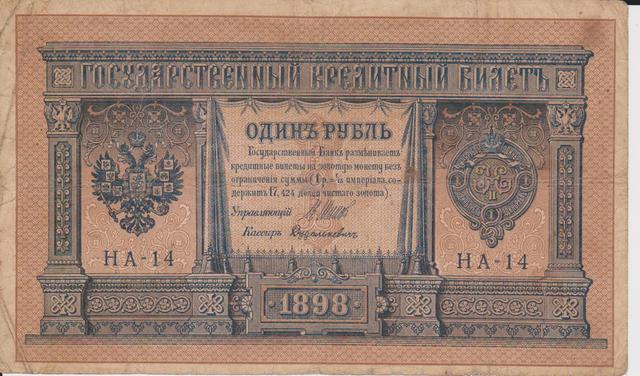 ГОСУДАРСТВЕННЫЙ КРЕДИТНЫЙ БИЛЕТЪ
ОДИНЪ РУБЛЬ
Государственный Банкъ размѣниваетъ
кредитные билеты на золотую монету безъ
ограниченія суммы (1 р. = 1/15 имперіала, со-
держитъ 17,424 долей чистаго золота).
Управляющій
Кассиръ
НА-14
НА-14
1898